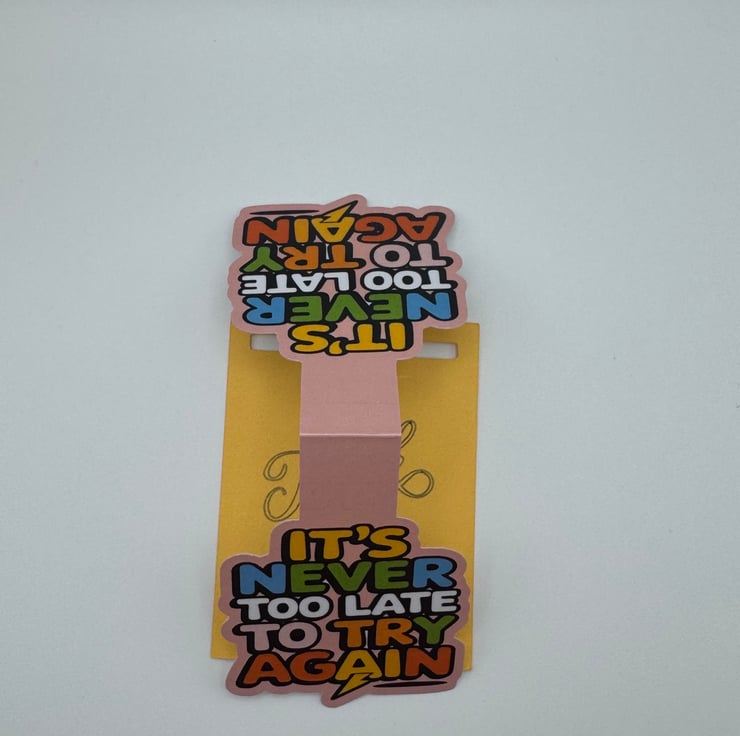 IT'S
NEVER
TOO LATE
TO TRY
AGAIN
IT'S
NEVER
TOO LATE
TO TRY
AGAIN